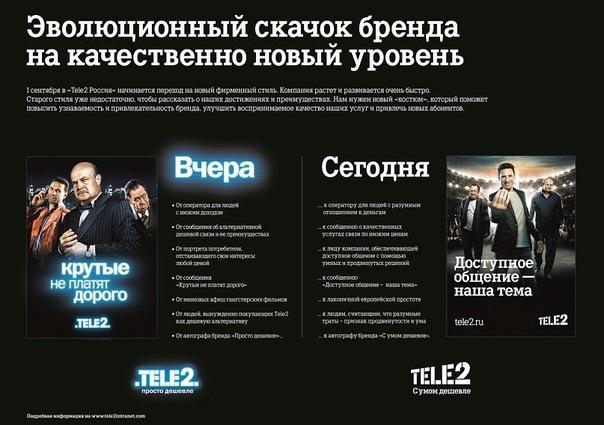 Эволюционный скачок бренда
на качественно новый уровень
1 сентября в «Tele2 Россия» начинается переход на новый фирменный стиль. Компания растет и развивается очень быстро.
Старого стиля уже недостаточно, чтобы рассказать о наших достижениях и преимуществах. Нам нужен новый «костюм», который поможет
повысить узнаваемость и привлекательность бренда, улучшить воспринимаемое качество наших услуг и привлечь новых абонентов.
Вчера
• От оператора для людей
с низким доходом
• От сообщения об альтернативной
дешевой связи и ее преимуществах
• От портрета потребителя,
отстаивающего свои интересы
любой ценой
• От сообщения
«Крутые не платят дорого»
• От неоновых афиш гангстерских фильмов
• От людей, вынужденно покупающих Tele2
как дешевую альтернативу
• От автографа бренда «Просто дешевле»...
крутые
не платят
дорого
.TELE2.
.TELE2.
просто дешевле
Сегодня
... к оператору для людей с разумным
отношением к деньгам
... к сообщению о качественных
услугах связи по низким ценам
... к лицу компании, обеспечивающей
доступное общение с помощью
умных и продвинутых решений
... к сообщению
«Доступное общение - наша тема»
... к лаконичной европейской простоте
... к людям, считающим, что разумные
траты – признак продвинутости и ума
... к автографу бренда «С умом дешевле».
Доступное
общение —
наша тема
tele2.ru
TELE2
TELE2
С умом дешевле
Подробная информация на www.tele2intranet.com